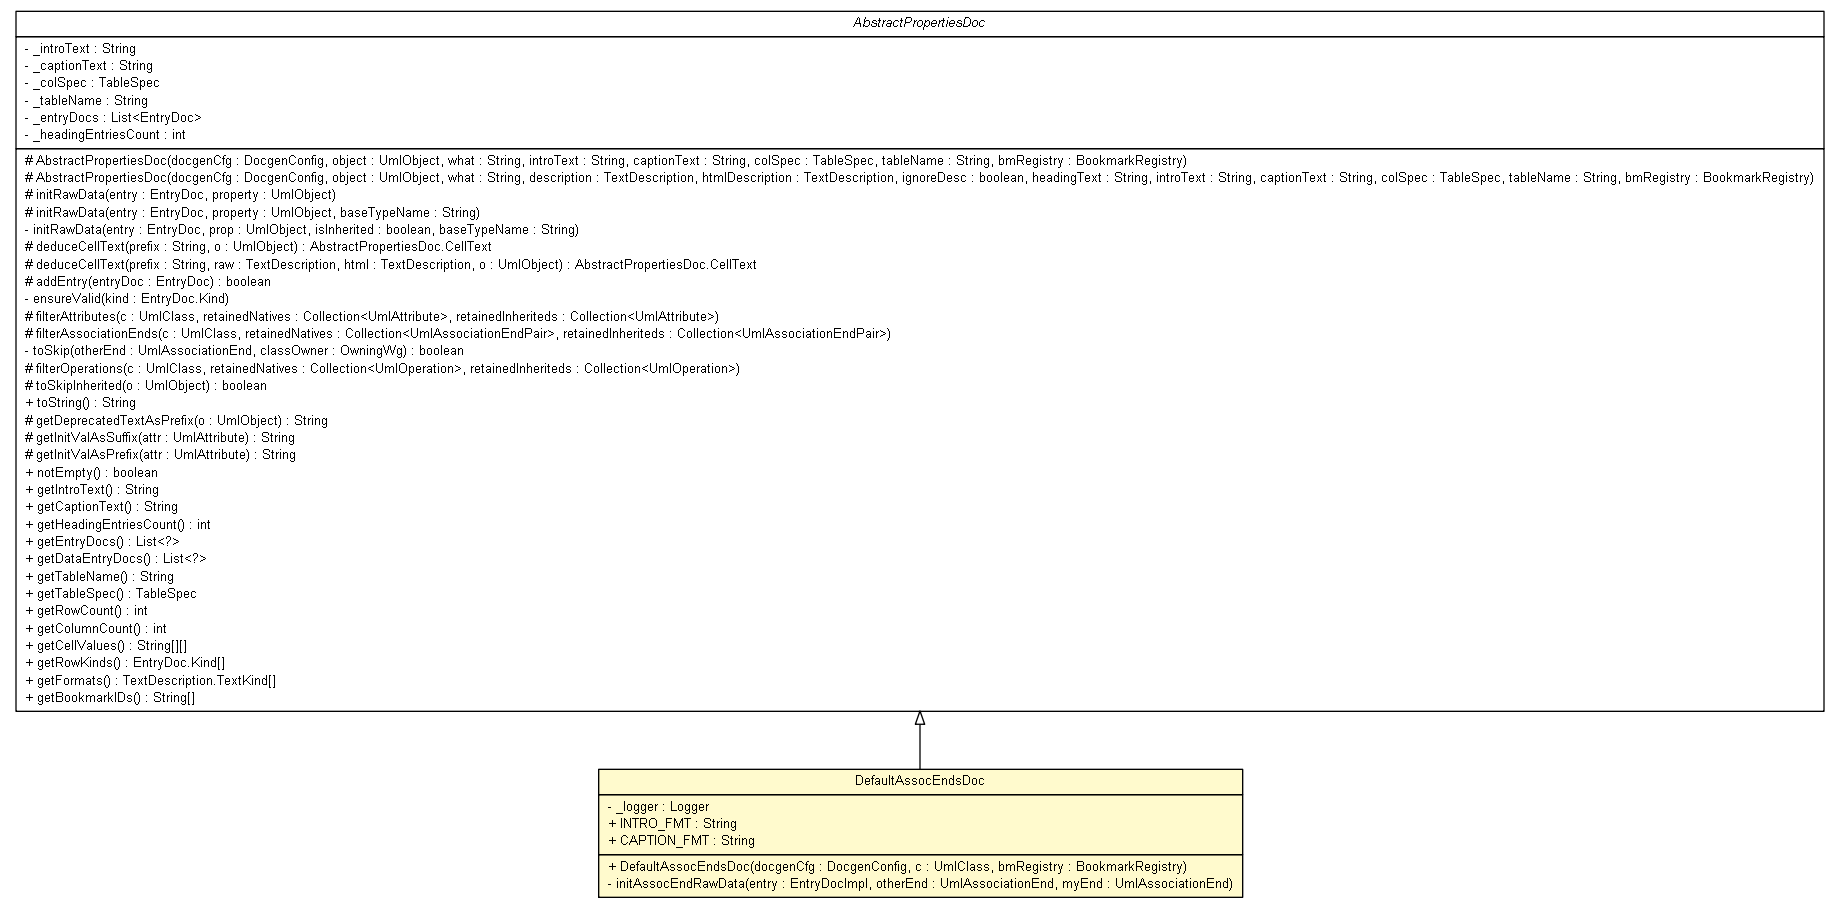 AbstractPropertiesDoc
- _introText : String
- _captionText : String
- _colSpec : TableSpec
- _tableName : String
- _entryDocs : List<EntryDoc>
- _headingEntriesCount : int
# AbstractPropertiesDoc(docgenCfg : DocgenConfig, object : UmlObject, what : String, introText : String, captionText : String, colSpec : TableSpec, tableName : String, bmRegistry : BookmarkRegistry)
# AbstractPropertiesDoc(docgenCfg : DocgenConfig, object : UmlObject, what : String, description : TextDescription, htmlDescription : TextDescription, ignoreDesc : boolean, headingText : String, introText : String, captionText : String, colSpec : TableSpec, tableName : String, bmRegistry : BookmarkRegistry)
# initRawData(entry : EntryDoc, property : UmlObject)
# initRawData(entry : EntryDoc, property : UmlObject, baseTypeName : String)
- initRawData(entry : EntryDoc, prop : UmlObject, isInherited : boolean, baseTypeName : String)
# deduceCellText(prefix : String, o : UmlObject) : AbstractPropertiesDoc.CellText
# deduceCellText(prefix : String, raw : TextDescription, html : TextDescription, o : UmlObject) : AbstractPropertiesDoc.CellText
# addEntry(entryDoc : EntryDoc) : boolean
- ensureValid(kind : EntryDoc.Kind)
# filterAttributes(c : UmlClass, retainedNatives : Collection<UmlAttribute>, retainedInheriteds : Collection<UmlAttribute>)
# filterAssociationEnds(c : UmlClass, retainedNatives : Collection<UmlAssociationEndPair>, retainedInheriteds : Collection<UmlAssociationEndPair>)
- toSkip(otherEnd : UmlAssociationEnd, classOwner : OwningWg) : boolean
# filterOperations(c : UmlClass, retainedNatives : Collection<UmlOperation>, retainedInheriteds : Collection<UmlOperation>)
# toSkipInherited(o : UmlObject) : boolean
+ toString() : String
# getDeprecatedTextAsPrefix(o : UmlObject) : String
# getInitValAsSuffix(attr : UmlAttribute) : String
# getInitValAsPrefix(attr : UmlAttribute) : String
+ notEmpty() : boolean
+ getIntroText() : String
+ getCaptionText() : String
+ getHeadingEntriesCount() : int
+ getEntryDocs() : List<?>
+ getDataEntryDocs() : List<?>
+ getTableName() : String
+ getTableSpec() : TableSpec
+ getRowCount() : int
+ getColumnCount() : int
+ getCellValues() : String[][]
+ getRowKinds() : EntryDoc.Kind[]
+ getFormats() : TextDescription.TextKind[]
+ getBookmarkIDs() : String[]
DefaultAssocEndsDoc
- _logger : Logger
+ INTRO_FMT : String
+ CAPTION_FMT : String
+ DefaultAssocEndsDoc(docgenCfg : DocgenConfig, c : UmlClass, bmRegistry : BookmarkRegistry)
- initAssocEndRawData(entry : EntryDocImpl, otherEnd : UmlAssociationEnd, myEnd : UmlAssociationEnd)